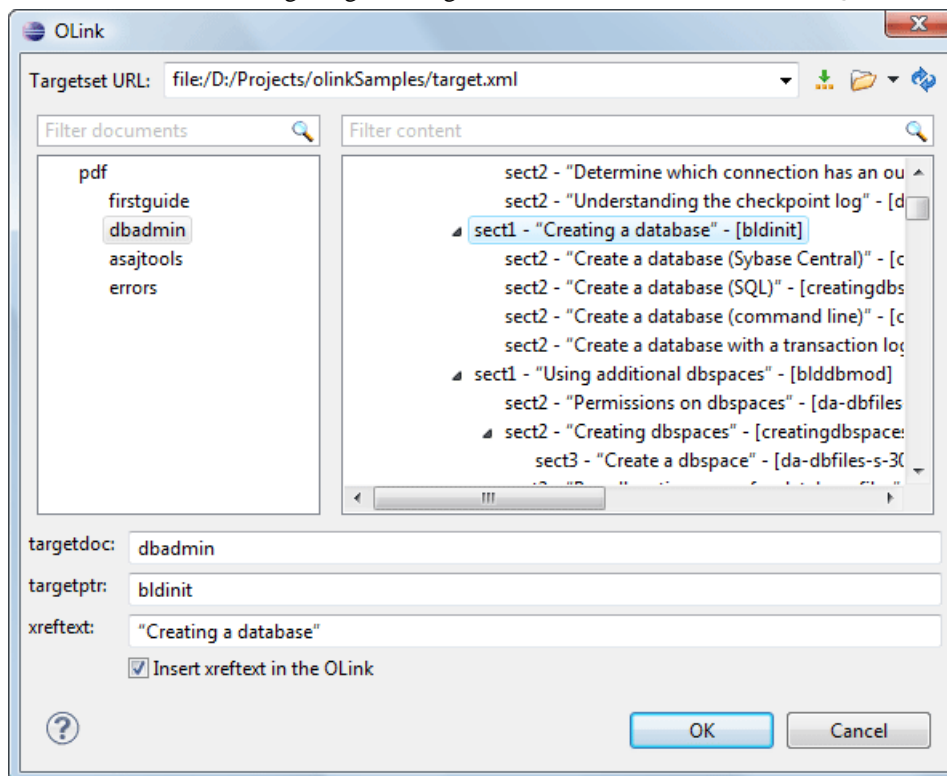 OLink
Targetset URL: file:/D:/Projects/olinkSamples/target.xml
Filter documents
Filter content
pdf
firstguide
dbadmin
asajtools
errors
sect2 - "Determine which connection has an ou
sect2 - "Understanding the checkpoint log" - [d
sect1 - "Creating a database" - [bldinit]
sect2 - "Create a database (Sybase Central)" - [c
sect2 - "Create a database (SQL)" - [creatingdbs
sect2 - "Create a database (command line)" - [c
sect2 - "Create a database with a transaction log
sect1 - "Using additional dbspaces" - [blddbmod]
sect2 - "Permissions on dbspaces" - [da-dbfiles
sect2 - "Creating dbspaces" - [creatingdbspace
sect3 - "Create a dbspace" - [da-dbfiles-s-30
targetdoc: dbadmin
targetptr: bldinit
xreftext: "Creating a database"
Insert xreftext in the OLink
OK
Cancel